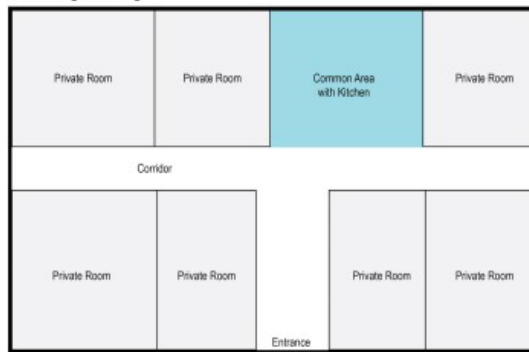 Private Room
Private Room
Common Area
with Kitchen
Private Room
Corridor
Private Room
Private Room
Private Room
Private Room
Entrance